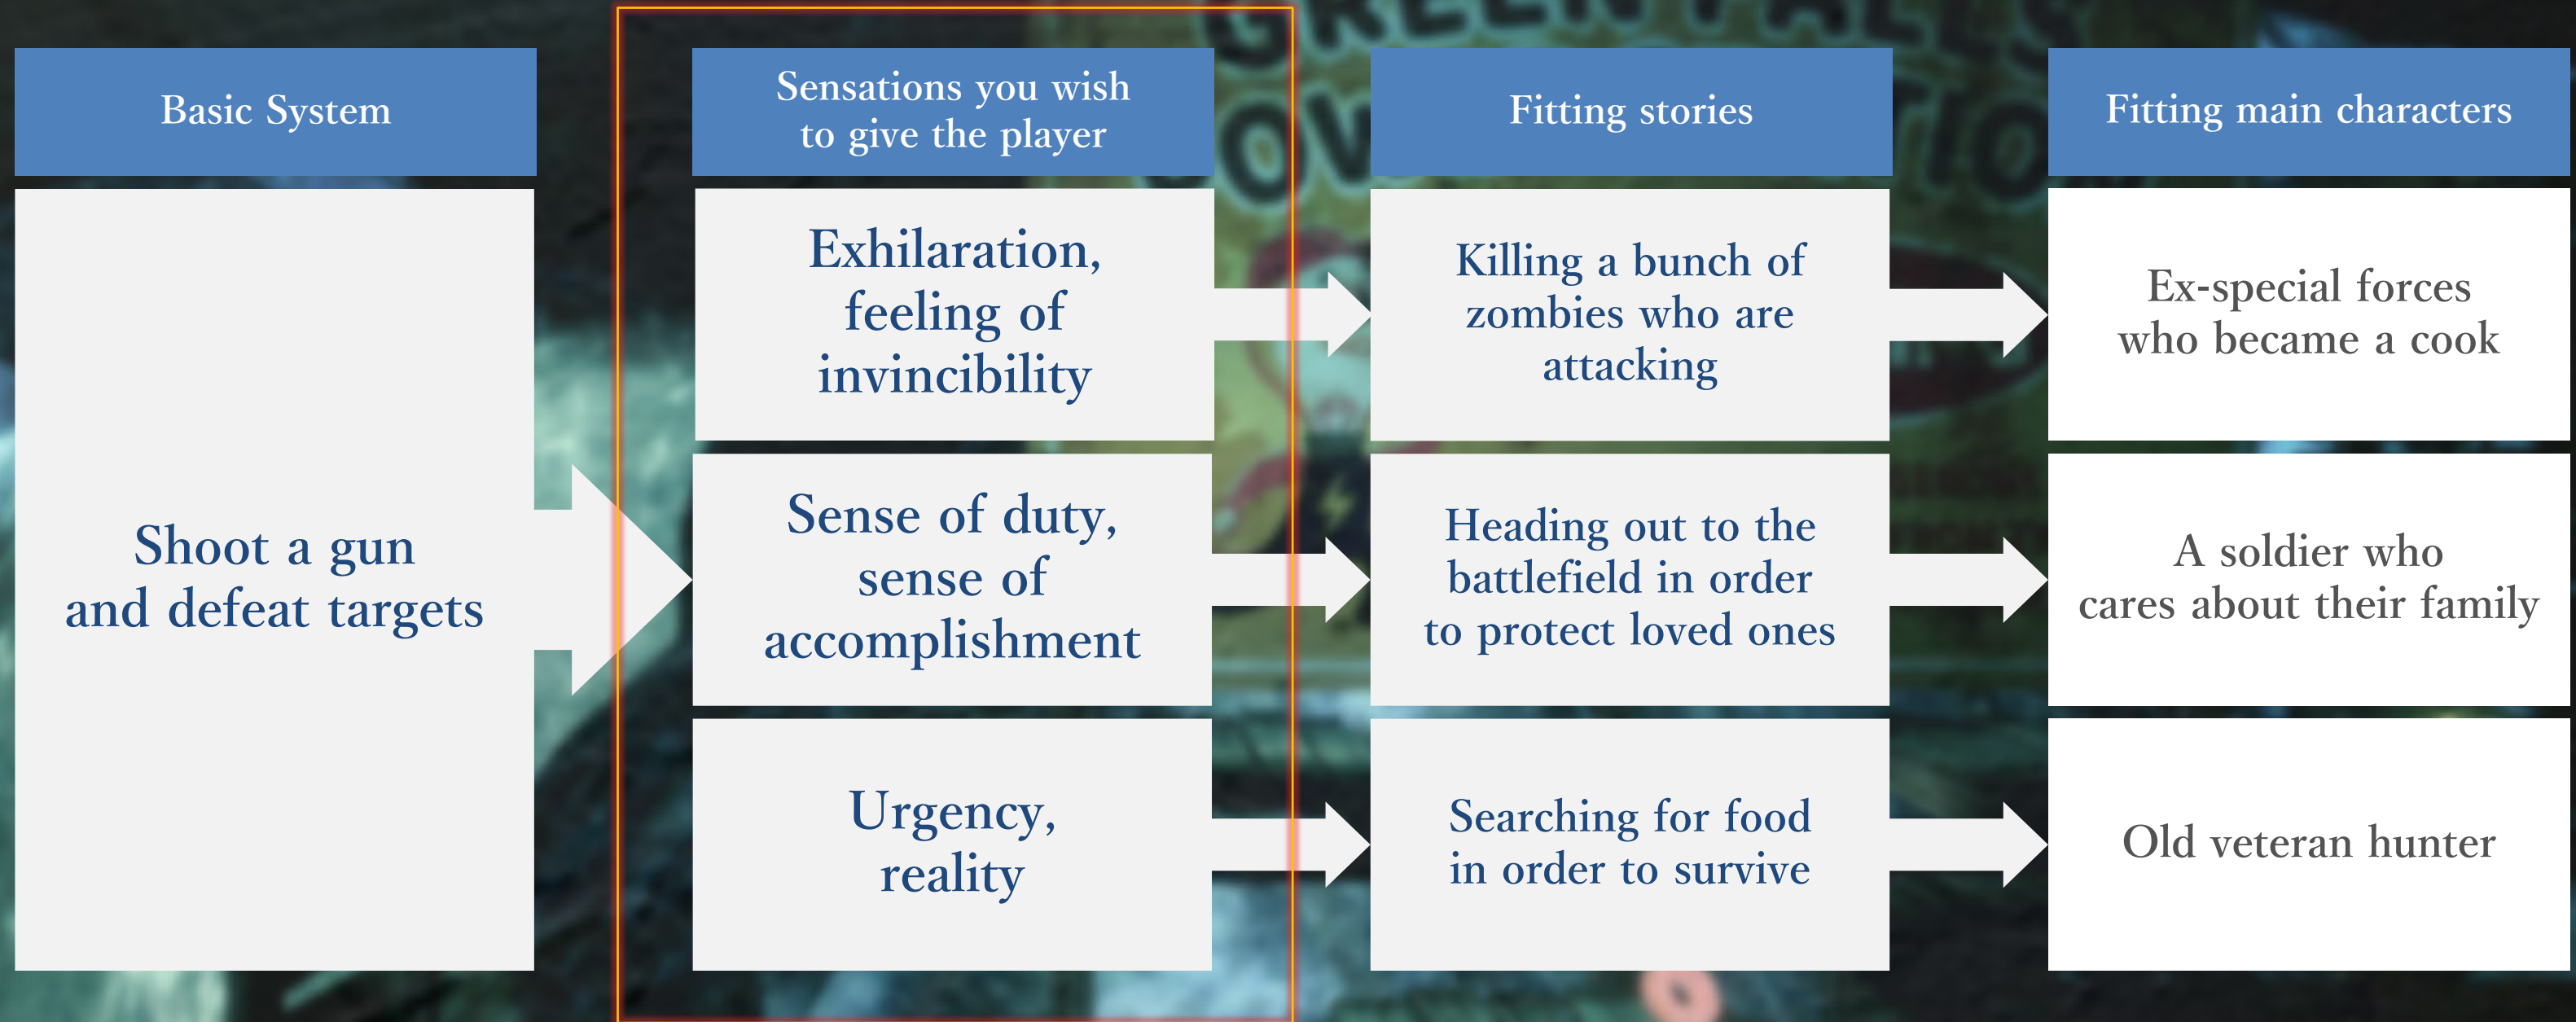 Basic System
Sensations you wish
to give the player
Fitting stories
Fitting main characters
Shoot a gun
and defeat targets
Exhilaration,
feeling of
invincibility
Killing a bunch of
zombies who are
attacking
Ex-special forces
who became a cook
Sense of duty,
sense of
accomplishment
Heading out to the
battlefield in order
to protect loved ones
A soldier who
cares about their family
Urgency,
reality
Searching for food
in order to survive
Old veteran hunter